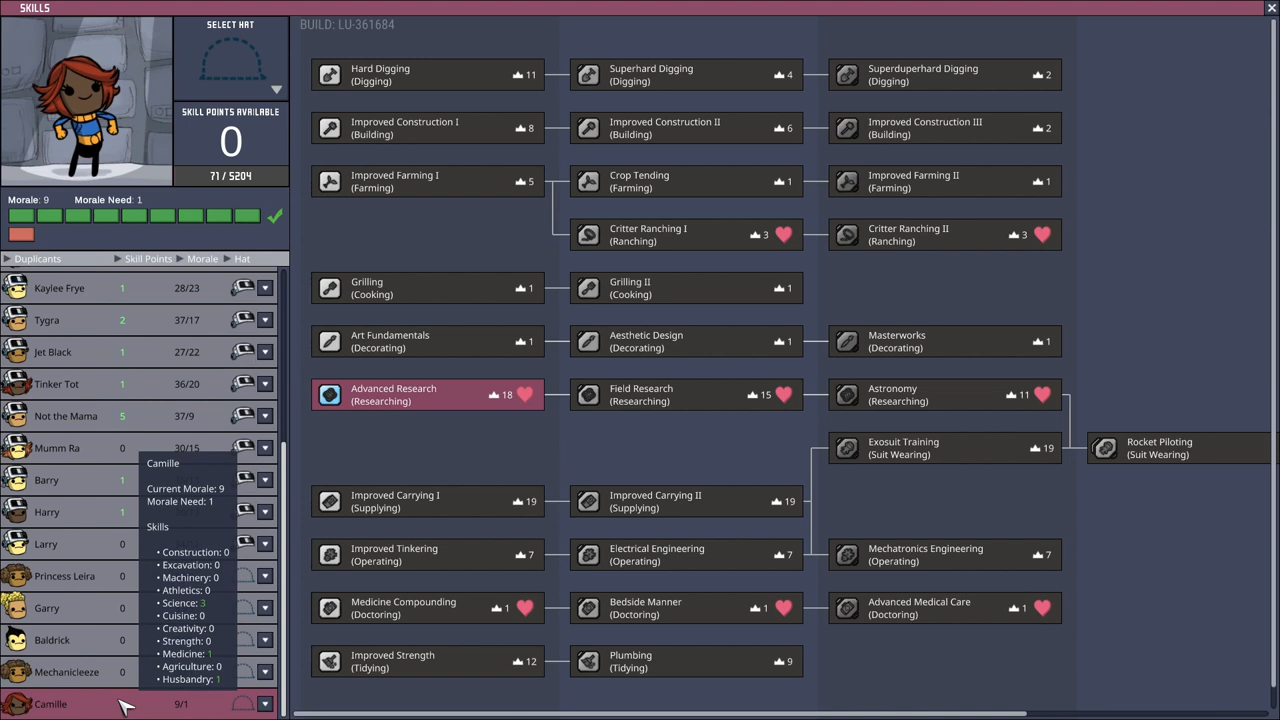 SKILLS
SELECT HAT
SKILL POINTS AVAILABLE
0
71 / 5204
Morale: 9 Morale Need: 1
Duplicants Skill Points Morale Hat
Kaylee Frye 1 28/23
Tygra 2 37/17
Jet Black 1 27/22
Tinker Tot 1 36/20
Not the Mama 5 37/9
Mumm Ra 0 30/15
Barry 1
Harry 1
Larry 0
Princess Leira 0
Garry 0
Baldrick 0
Mechanicleeze 0
Camille 9/1
Camille
Current Morale: 9
Morale Need: 1
Skills
• Construction: 0
• Excavation: 0
• Machinery: 0
• Athletics: 0
• Science: 3
• Cuisine: 0
• Creativity: 0
• Strength: 0
• Medicine: 1
• Agriculture: 0
• Husbandry: 1
BUILD: LU-361684
Hard Digging
(Digging)
11
Superhard Digging
(Digging)
4
Superduperhard Digging
(Digging)
2
Improved Construction I
(Building)
8
Improved Construction II
(Building)
6
Improved Construction III
(Building)
2
Improved Farming I
(Farming)
5
Crop Tending
(Farming)
1
Improved Farming II
(Farming)
1
Critter Ranching I
(Ranching)
3
Critter Ranching II
(Ranching)
3
Grilling
(Cooking)
1
Grilling II
(Cooking)
1
Art Fundamentals
(Decorating)
1
Aesthetic Design
(Decorating)
1
Masterworks
(Decorating)
1
Advanced Research
(Researching)
18
Field Research
(Researching)
15
Astronomy
(Researching)
11
Exosuit Training
(Suit Wearing)
19
Rocket Piloting
(Suit Wearing)
Improved Carrying I
(Supplying)
19
Improved Carrying II
(Supplying)
19
Improved Tinkering
(Operating)
7
Electrical Engineering
(Operating)
7
Mechatronics Engineering
(Operating)
7
Medicine Compounding
(Doctoring)
1
Bedside Manner
(Doctoring)
1
Advanced Medical Care
(Doctoring)
1
Improved Strength
(Tidying)
12
Plumbing
(Tidying)
9